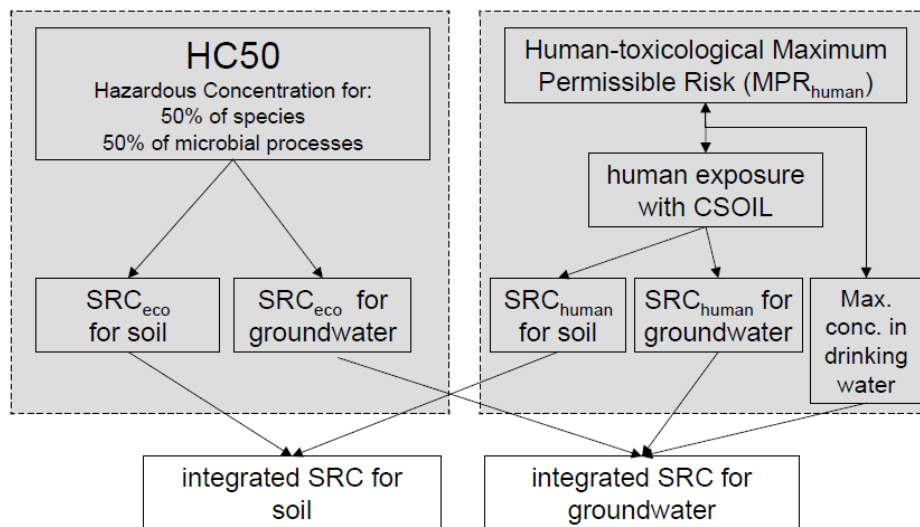 HC50
Hazardous Concentration for:
50% of species
50% of microbial processes
Human-toxicological Maximum
Permissible Risk (MPRhuman)
human exposure
with CSOIL
SRCeco
for soil
SRCeco for
groundwater
SRChuman
for soil
SRChuman for
groundwater
Max.
conc. in
drinking
water
integrated SRC for
soil
integrated SRC for
groundwater